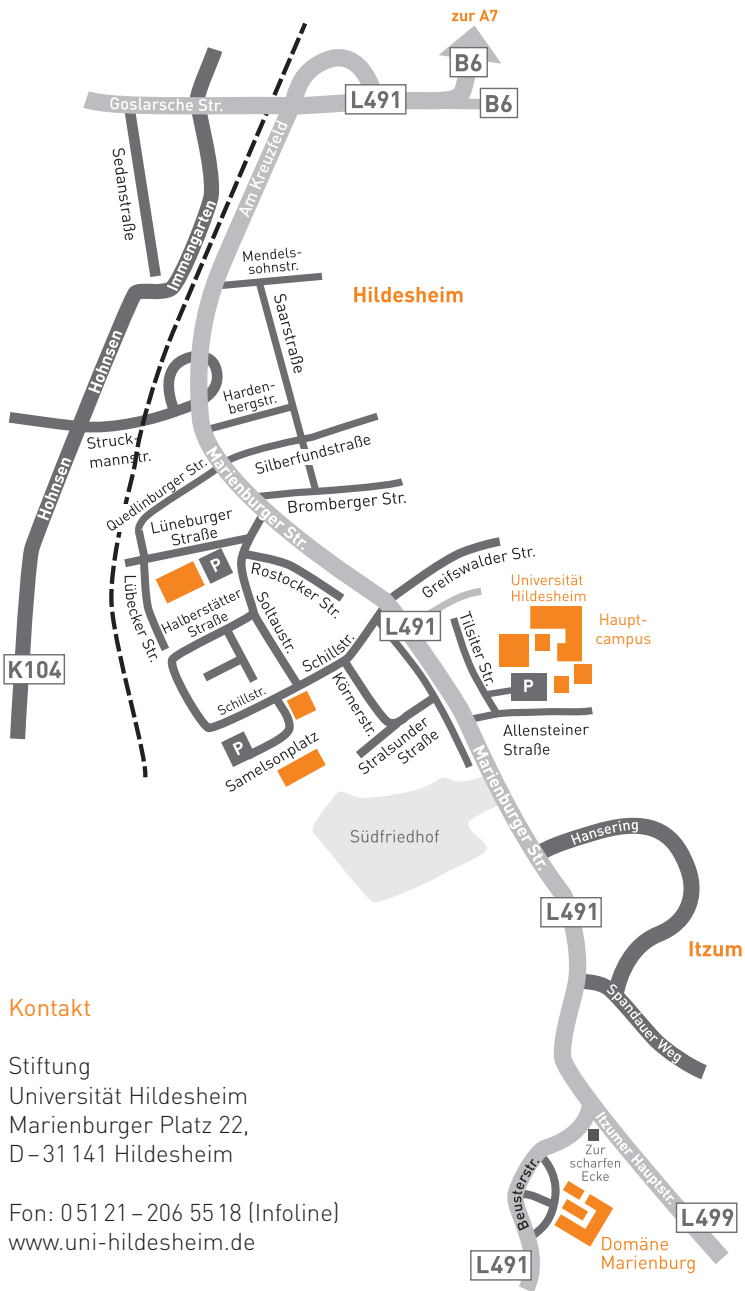 zur A7
B6
B6
L491
Goslarsche Str.
Sedanstraße
Immengarten
Am Kreuzfeld
Mendels-
sohnstr.
Hildesheim
Saarstraße
Hohnsen
Harden-
bergstr.
Struck-
mannstr.
Silberfundstraße
Quedlinburger Str.
Marienburger Str.
Hohnsen
Bromberger Str.
Lüneburger
Straße
P
Rostocker Str.
Greifswalder Str.
Lübecker Str.
Halberstätter
Straße
Soltaustr.
Universität
Hildesheim
Haupt-
campus
L491
Tilsiter Str.
Schillstr.
K104
Körnerstr.
P
Schillstr.
Allensteiner
Straße
P
Samelsonplatz
Stralsunder
Straße
Marienburger Str.
Südfriedhof
Hansering
L491
Itzum
Spandauer Weg
Kontakt
Stiftung
Universität Hildesheim
Marienburger Platz 22,
D–31141 Hildesheim
Fon: 05121–206 5518 (Infoline)
www.uni-hildesheim.de
Itzumer Hauptstr.
Zur
scharfen
Ecke
Beusterstr.
L499
Domäne
Marienburg
L491